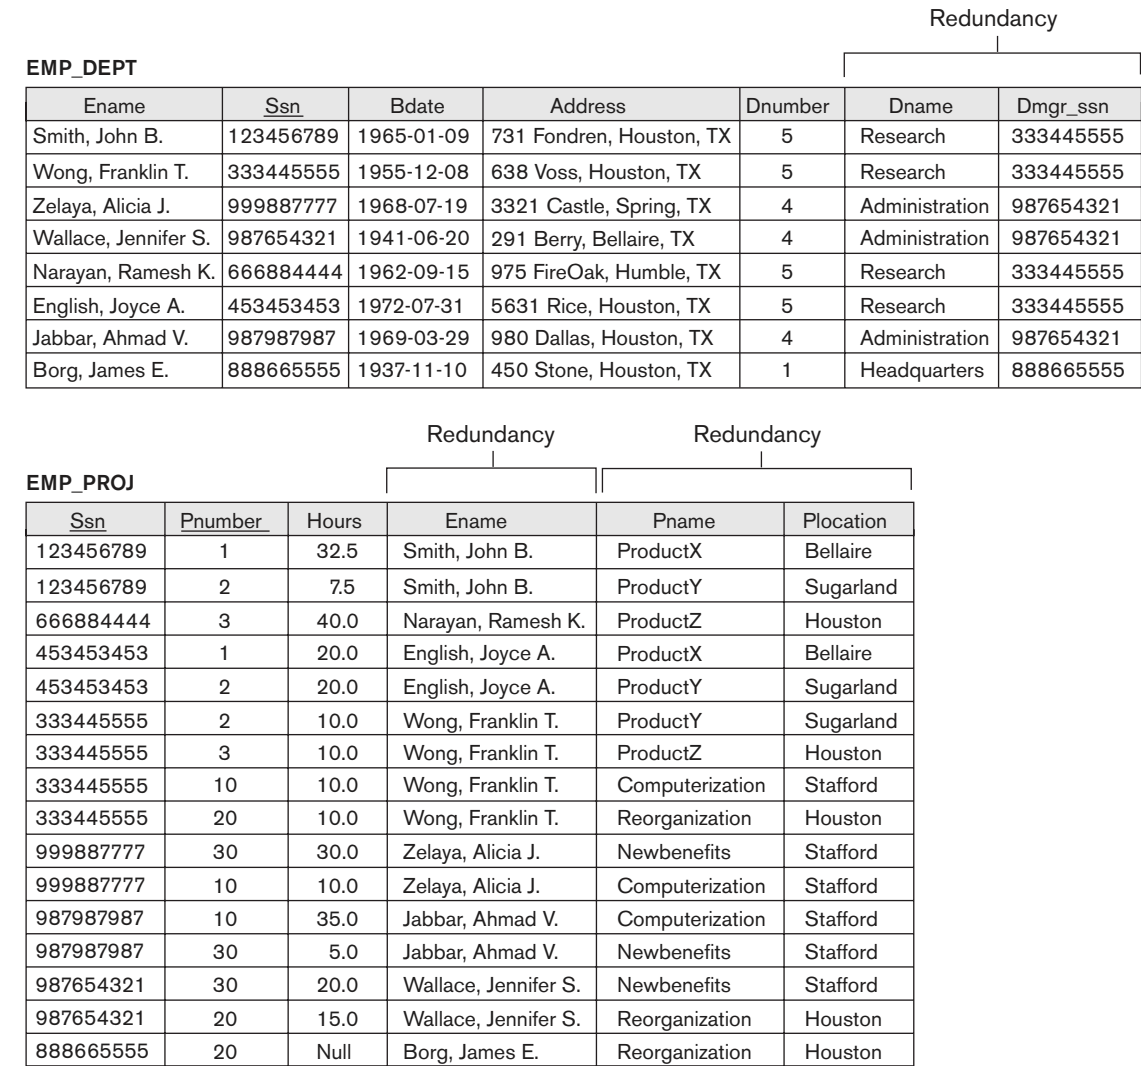 Redundancy
EMP_DEPT
Ename Ssn Bdate Address Dnumber Dname Dmgr_ssn
Smith, John B. 123456789 1965-01-09 731 Fondren, Houston, TX 5 Research 333445555
Wong, Franklin T. 333445555 1955-12-08 638 Voss, Houston, TX 5 Research 333445555
Zelaya, Alicia J. 999887777 1968-07-19 3321 Castle, Spring, TX 4 Administration 987654321
Wallace, Jennifer S. 987654321 1941-06-20 291 Berry, Bellaire, TX 4 Administration 987654321
Narayan, Ramesh K. 666884444 1962-09-15 975 FireOak, Humble, TX 5 Research 333445555
English, Joyce A. 453453453 1972-07-31 5631 Rice, Houston, TX 5 Research 333445555
Jabbar, Ahmad V. 987987987 1969-03-29 980 Dallas, Houston, TX 4 Administration 987654321
Borg, James E. 888665555 1937-11-10 450 Stone, Houston, TX 1 Headquarters 888665555
Redundancy Redundancy
EMP_PROJ
Ssn Pnumber Hours Ename Pname Plocation
123456789 1 32.5 Smith, John B. ProductX Bellaire
123456789 2 7.5 Smith, John B. ProductY Sugarland
666884444 3 40.0 Narayan, Ramesh K. ProductZ Houston
453453453 1 20.0 English, Joyce A. ProductX Bellaire
453453453 2 20.0 English, Joyce A. ProductY Sugarland
333445555 2 10.0 Wong, Franklin T. ProductY Sugarland
333445555 3 10.0 Wong, Franklin T. ProductZ Houston
333445555 10 10.0 Wong, Franklin T. Computerization Stafford
333445555 20 10.0 Wong, Franklin T. Reorganization Houston
999887777 30 30.0 Zelaya, Alicia J. Newbenefits Stafford
999887777 10 10.0 Zelaya, Alicia J. Computerization Stafford
987987987 10 35.0 Jabbar, Ahmad V. Computerization Stafford
987987987 30 5.0 Jabbar, Ahmad V. Newbenefits Stafford
987654321 30 20.0 Wallace, Jennifer S. Newbenefits Stafford
987654321 20 15.0 Wallace, Jennifer S. Reorganization Houston
888665555 20 Null Borg, James E. Reorganization Houston